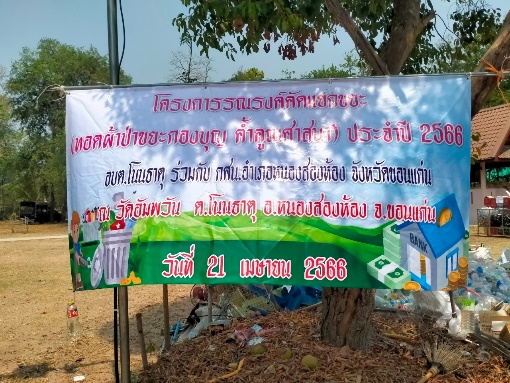 โครงการรณรงค์คัดแยกขยะ
(ทอดผ้าป่าขยะกองบุญ ค้ำคูณศาสนา) ประจำปี 2566
อบต.โนนธาตุ ร่วมกับ กศน.อำเภอหนองสองห้อง จังหวัดขอนแก่น
ณ วัดอัมพวัน ต.โนนธาตุ อ.หนองสองห้อง จ.ขอนแก่น
วันที่ 21 เมษายน 2566
BANK